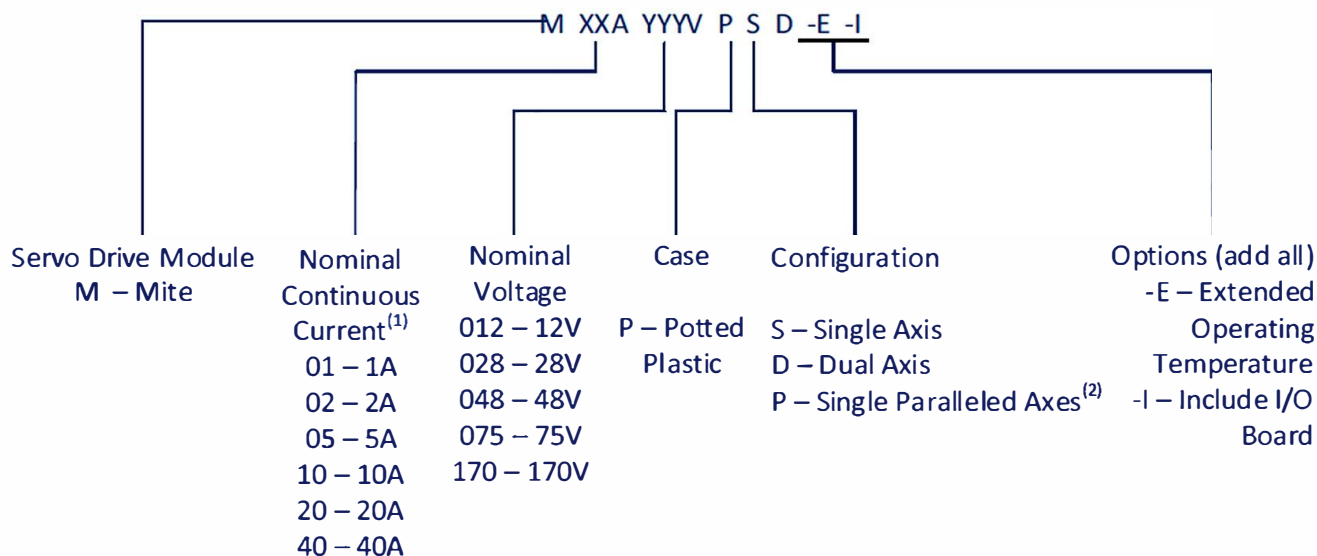 M XXA YYYV P S D -E -I
Servo Drive Module
M – Mite
Nominal
Continuous
Current(1)
01 – 1A
02 – 2A
05 – 5A
10 – 10A
20 – 20A
40 – 40A
Nominal
Voltage
012 – 12V
028 – 28V
048 – 48V
075 – 75V
170 – 170V
Case
P – Potted
Plastic
Configuration
S – Single Axis
D – Dual Axis
P – Single Paralleled Axes(2)
Options (add all)
-E – Extended
Operating
Temperature
-I – Include I/O
Board